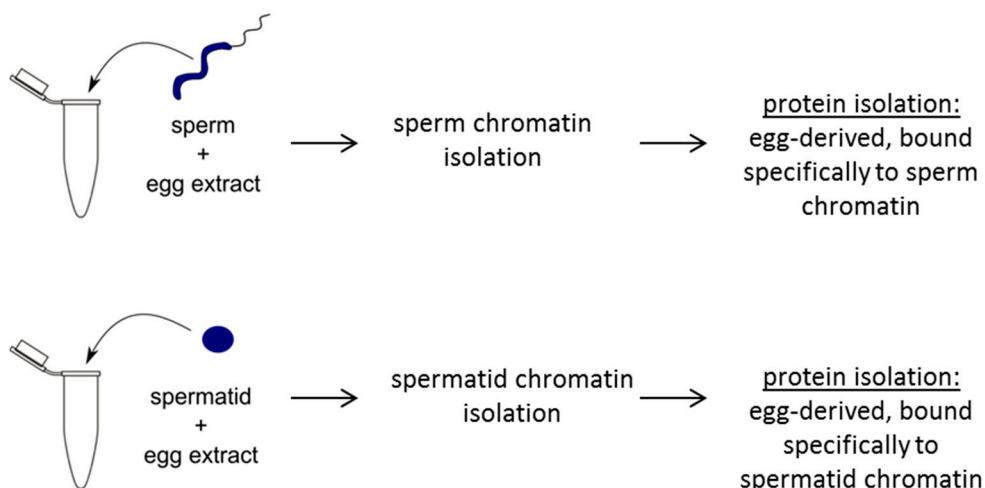 sperm
+
egg extract
sperm chromatin
isolation
protein isolation:
egg-derived, bound
specifically to sperm
chromatin
spermatid
+
egg extract
spermatid chromatin
isolation
protein isolation:
egg-derived, bound
specifically to
spermatid chromatin